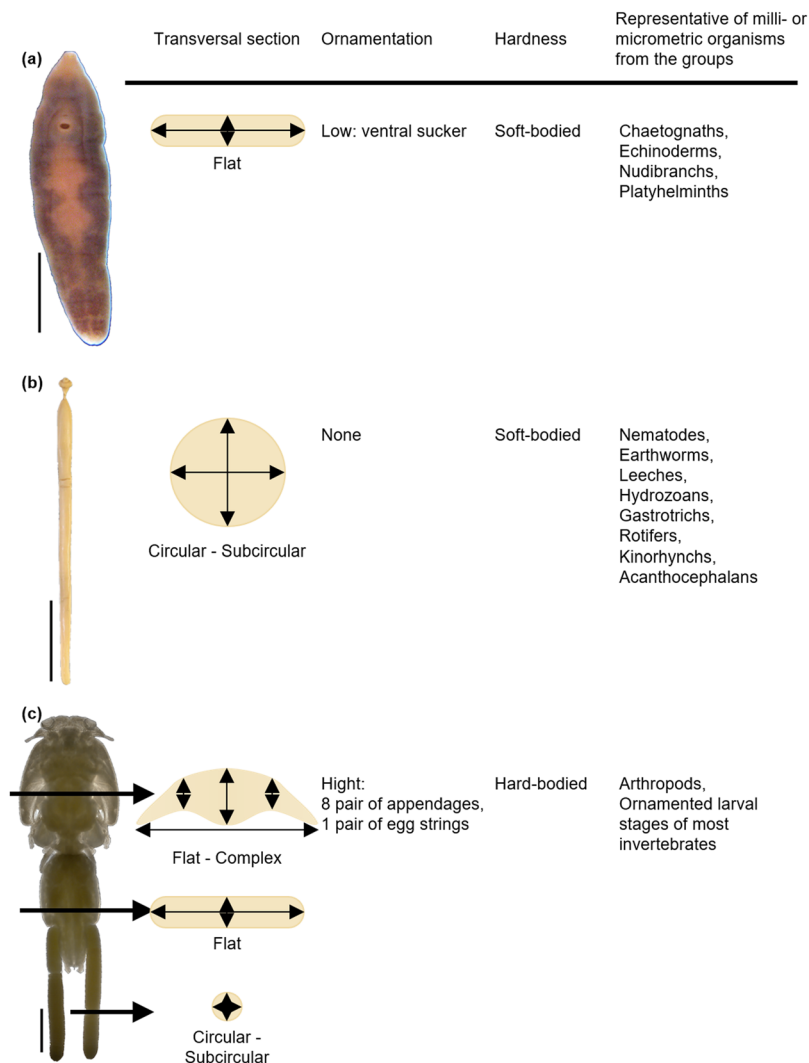 Transversal section
Ornamentation
Hardness
Representative of milli- or
micrometric organisms
from the groups
(a)
Flat
Low: ventral sucker
Soft-bodied
Chaetognaths,
Echinoderms,
Nudibranchs,
Platyhelminths
(b)
Circular - Subcircular
None
Soft-bodied
Nematodes,
Earthworms,
Leeches,
Hydrozoans,
Gastrotrichs,
Rotifers,
Kinorhynchs,
Acanthocephalans
(c)
Flat - Complex
Hight:
8 pair of appendages,
1 pair of egg strings
Hard-bodied
Arthropods,
Ornamented larval
stages of most
invertebrates
Flat
Circular -
Subcircular